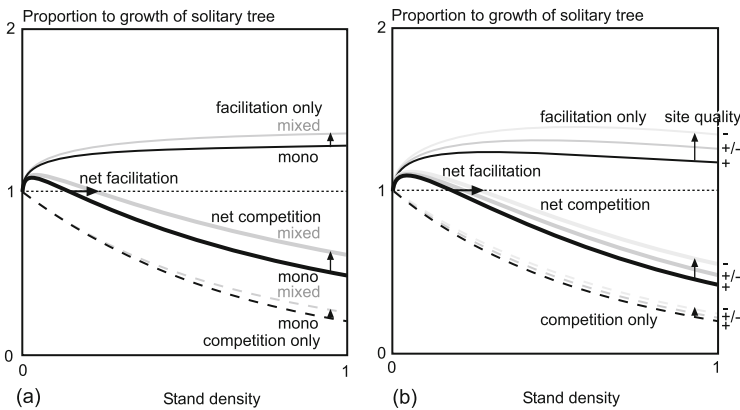 Proportion to growth of solitary tree
2
facilitation only
mixed
mono
net facilitation
1
net competition
mixed
mono
mixed
mono
competition only
0
0
1
(a)
Stand density
Proportion to growth of solitary tree
2
facilitation only
site quality
-
+/-
+
net facilitation
1
net competition
-
+/-
+
-
+/-
+
competition only
0
0
1
(b)
Stand density